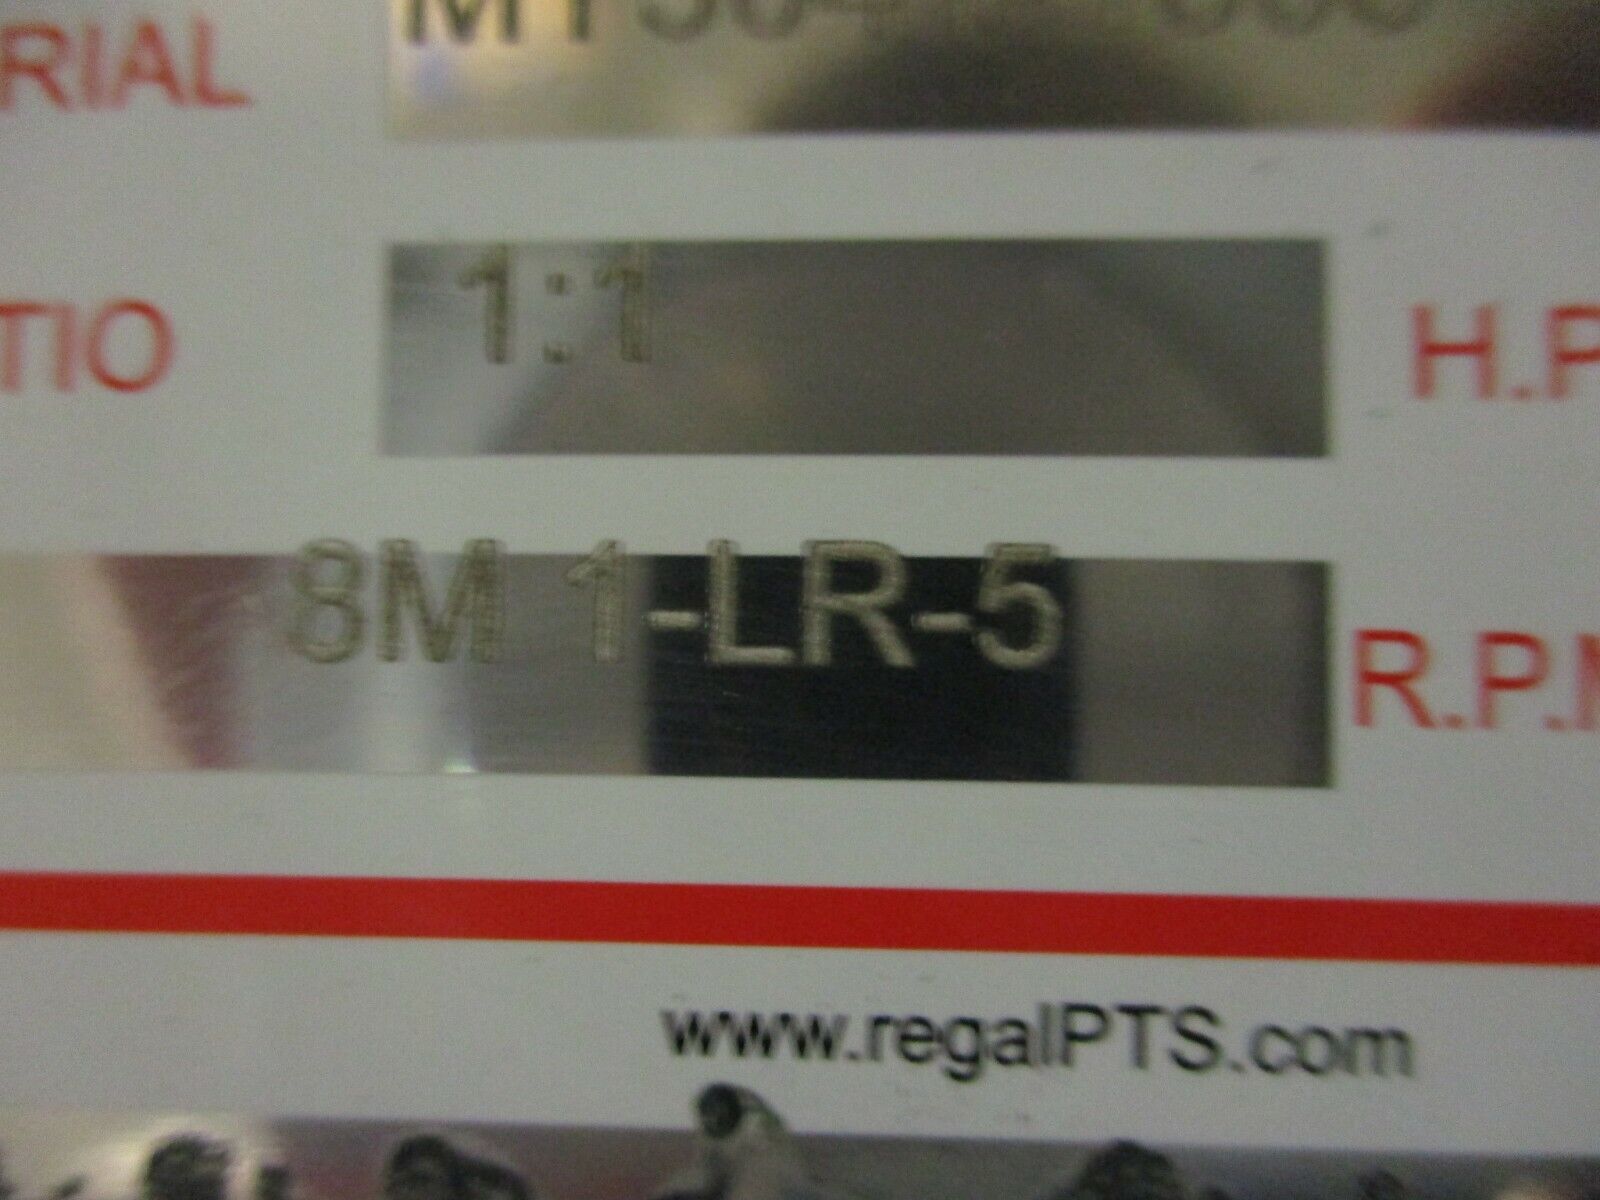 RIAL
TIO 1:1 H.P
8M 1-LR-5 R.P.M
www.regalPTS.com